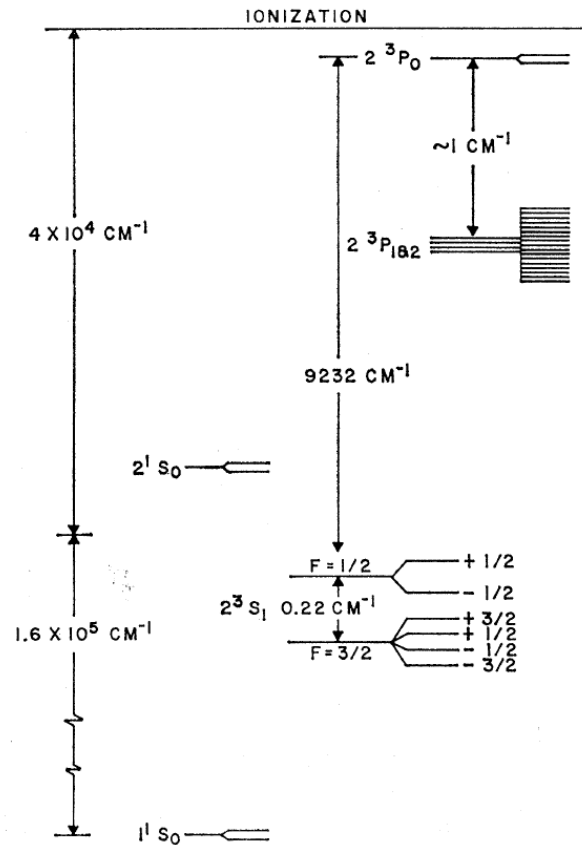 IONIZATION
2 ³P₀
~1 CM⁻¹
4 X 10⁴ CM⁻¹
2 ³P₁&₂
9232 CM⁻¹
2¹ S₀
F = 1/2
+ 1/2
- 1/2
2³S₁ 0.22 CM⁻¹
1.6 X 10⁵ CM⁻¹
F= 3/2
+ 3/2
+ 1/2
- 1/2
- 3/2
1¹ S₀